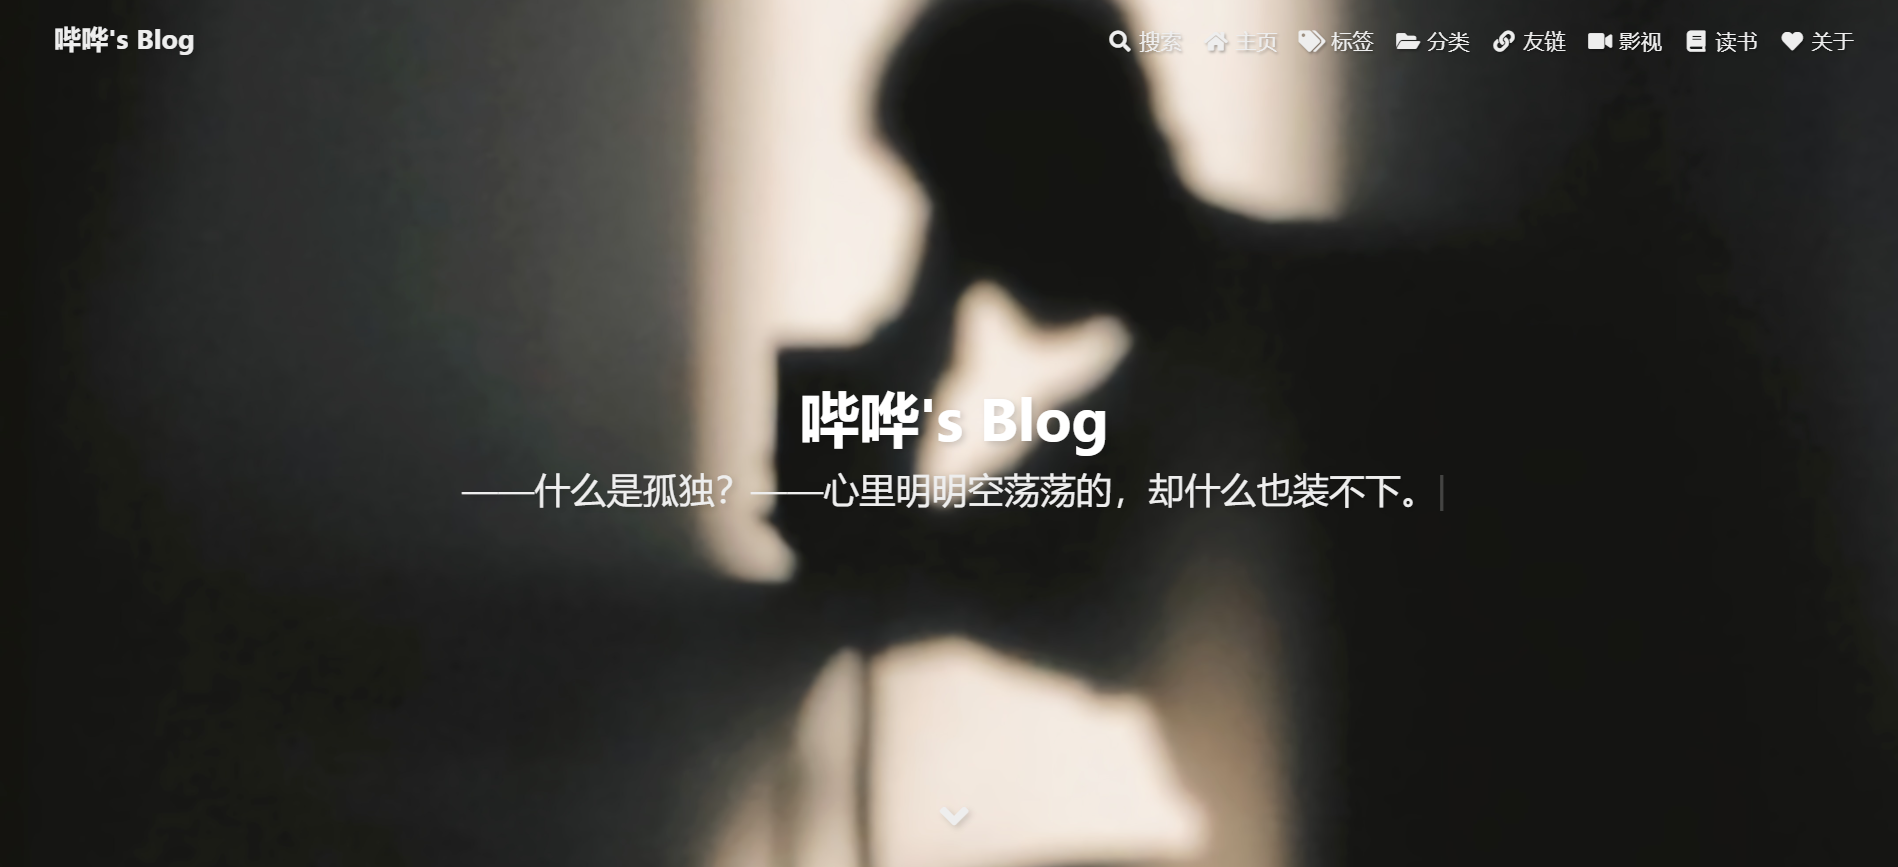 哔哗's Blog
搜索 主页 标签 分类 友链 影视 读书 关于
哔哗's Blog
——什么是孤独？——心里明明空荡荡的，却什么也装不下。|